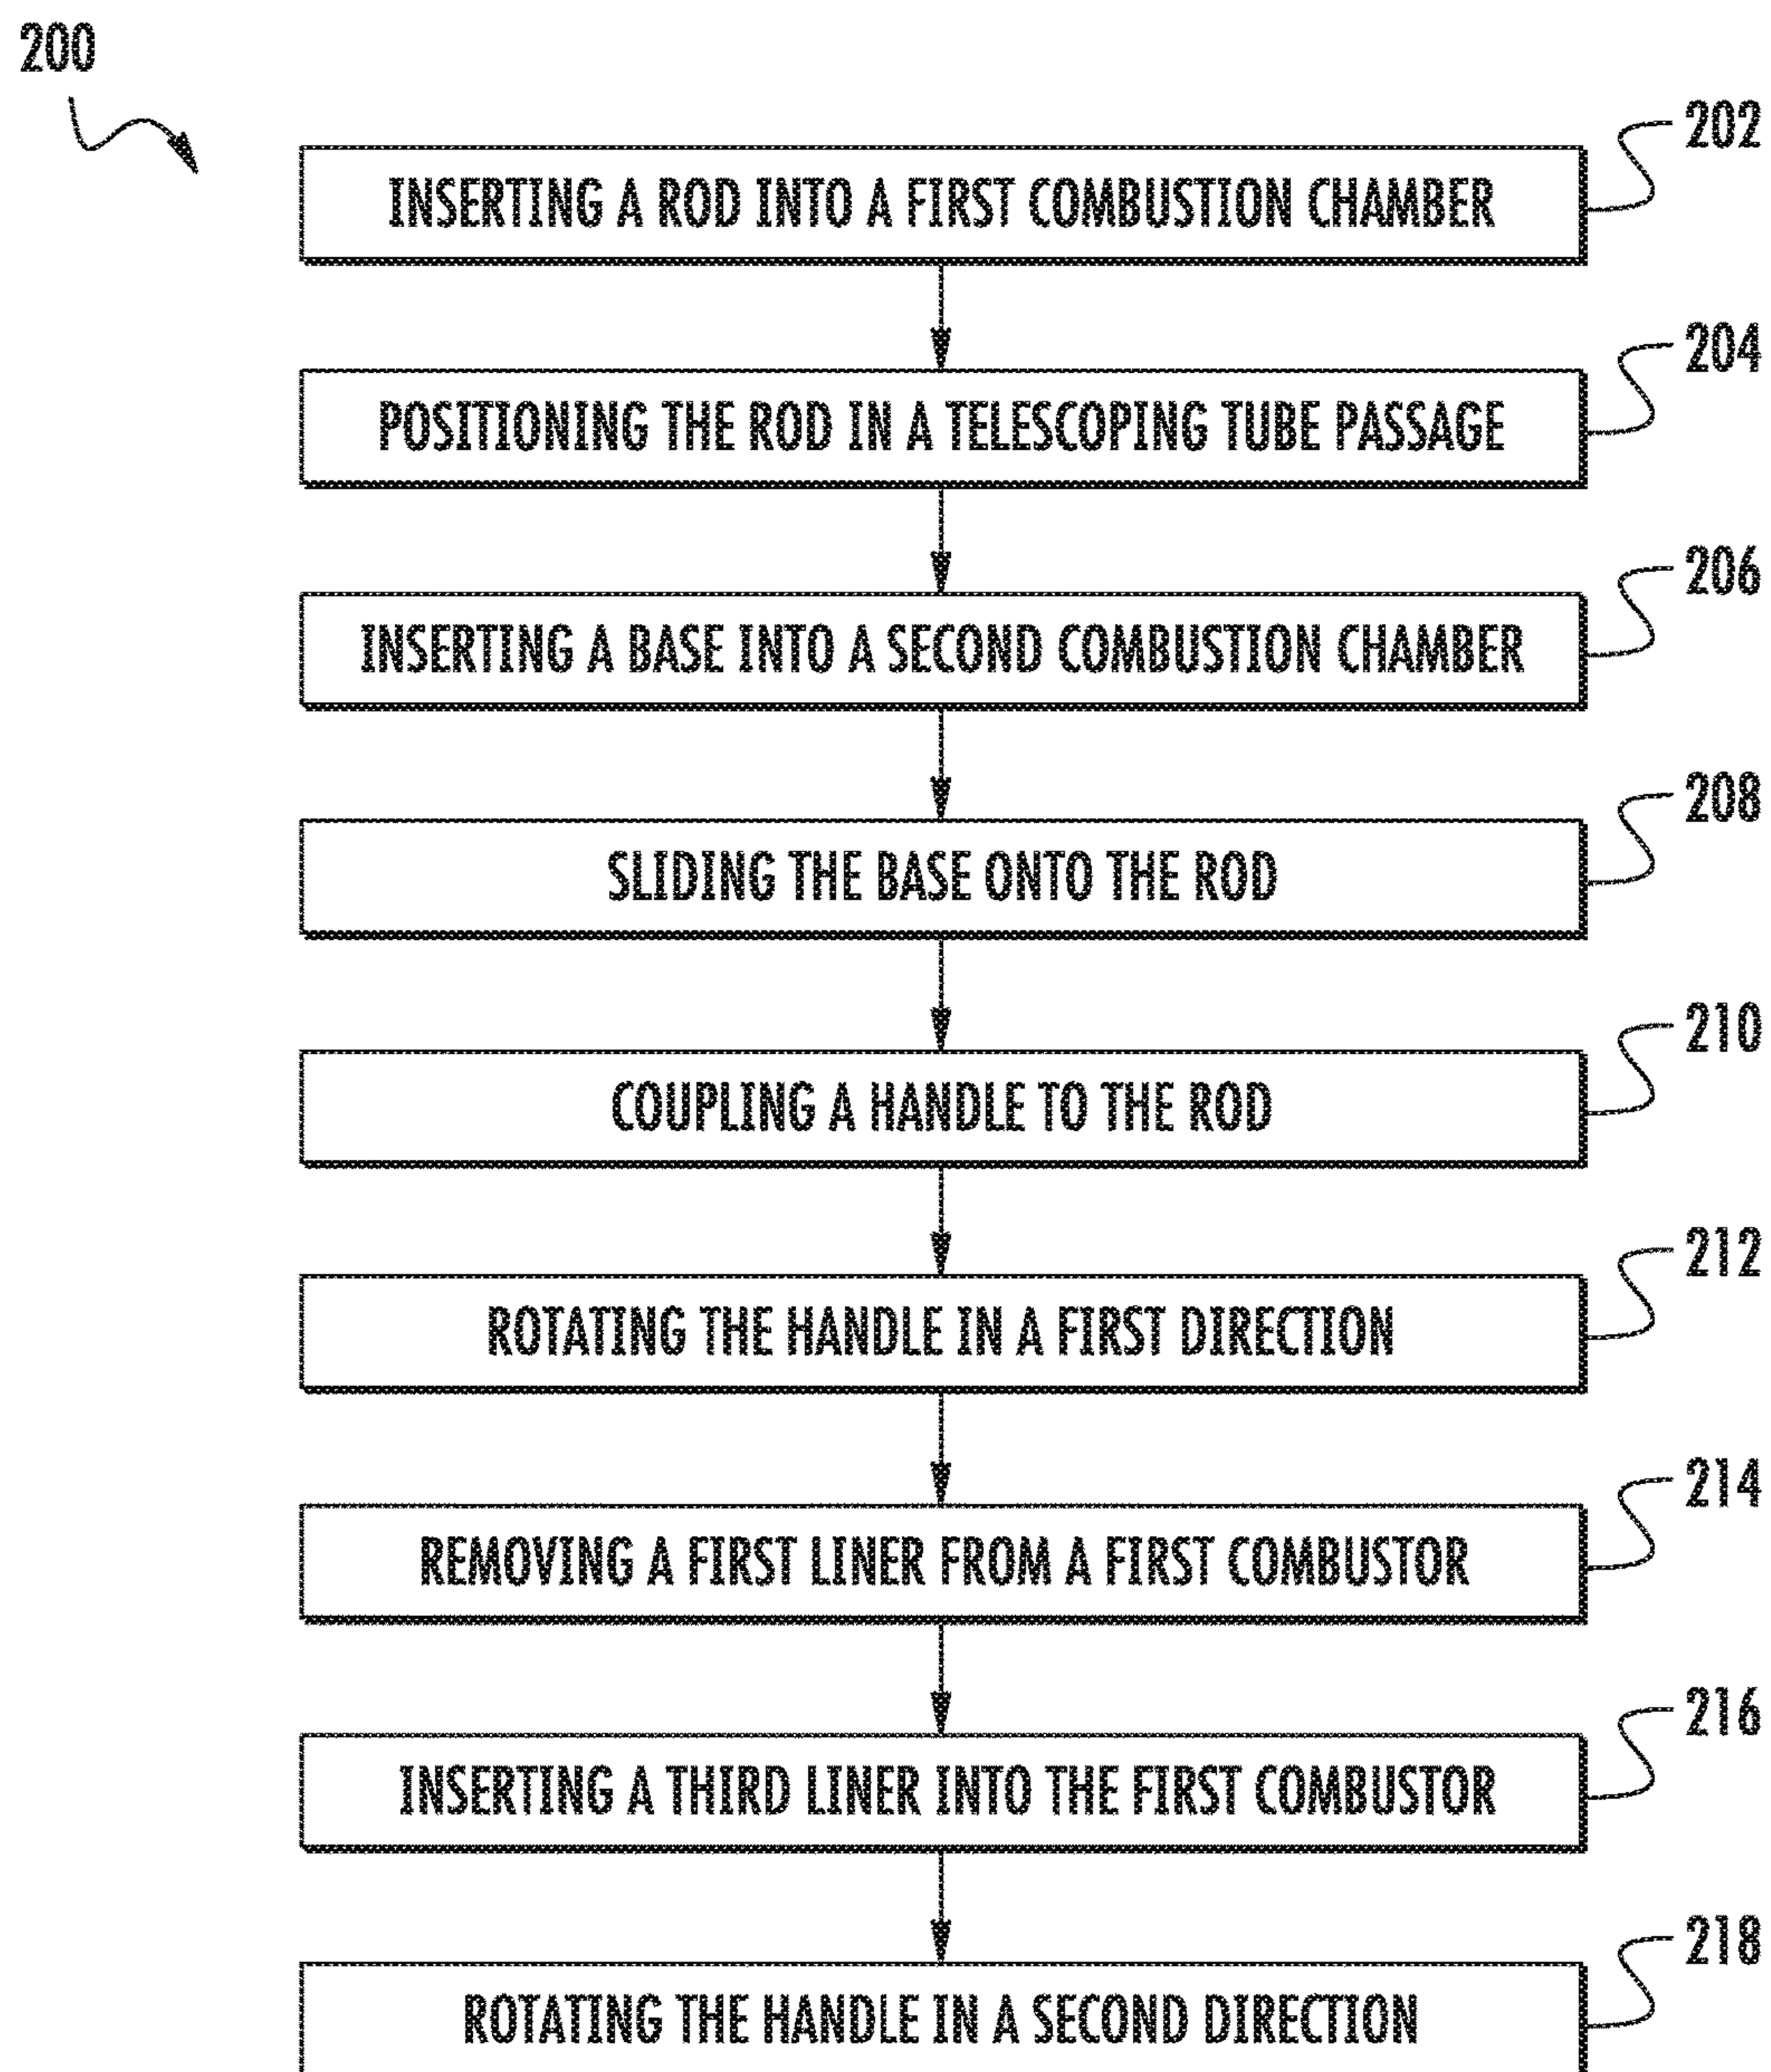 200
202
INSERTING A ROD INTO A FIRST COMBUSTION CHAMBER
204
POSITIONING THE ROD IN A TELESCOPING TUBE PASSAGE
206
INSERTING A BASE INTO A SECOND COMBUSTION CHAMBER
208
SLIDING THE BASE ONTO THE ROD
210
COUPLING A HANDLE TO THE ROD
212
ROTATING THE HANDLE IN A FIRST DIRECTION
214
REMOVING A FIRST LINER FROM A FIRST COMBUSTOR
216
INSERTING A THIRD LINER INTO THE FIRST COMBUSTOR
218
ROTATING THE HANDLE IN A SECOND DIRECTION